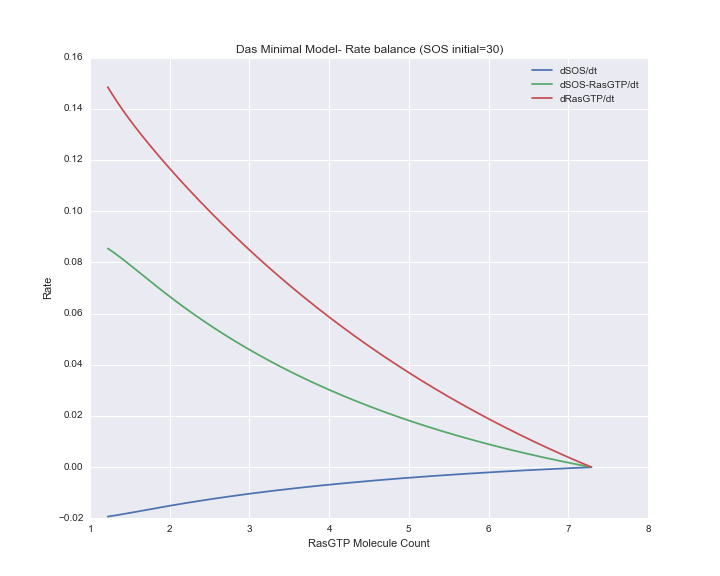 Das Minimal Model- Rate balance (SOS initial=30)
dSOS/dt
dSOS-RasGTP/dt
dRasGTP/dt
0.16
0.14
0.12
0.10
0.08
0.06
0.04
0.02
0.00
−0.02
Rate
1 2 3 4 5 6 7 8
RasGTP Molecule Count